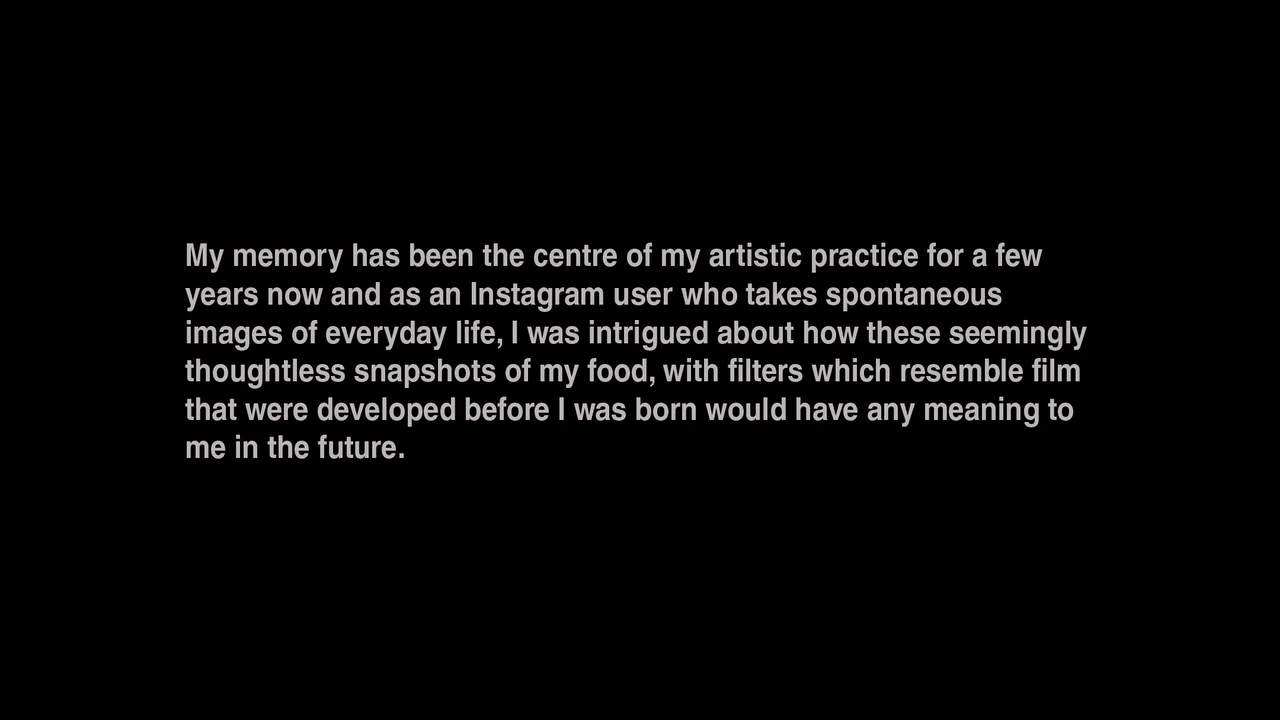 My memory has been the centre of my artistic practice for a few
years now and as an Instagram user who takes spontaneous
images of everyday life, I was intrigued about how these seemingly
thoughtless snapshots of my food, with filters which resemble film
that were developed before I was born would have any meaning to
me in the future.